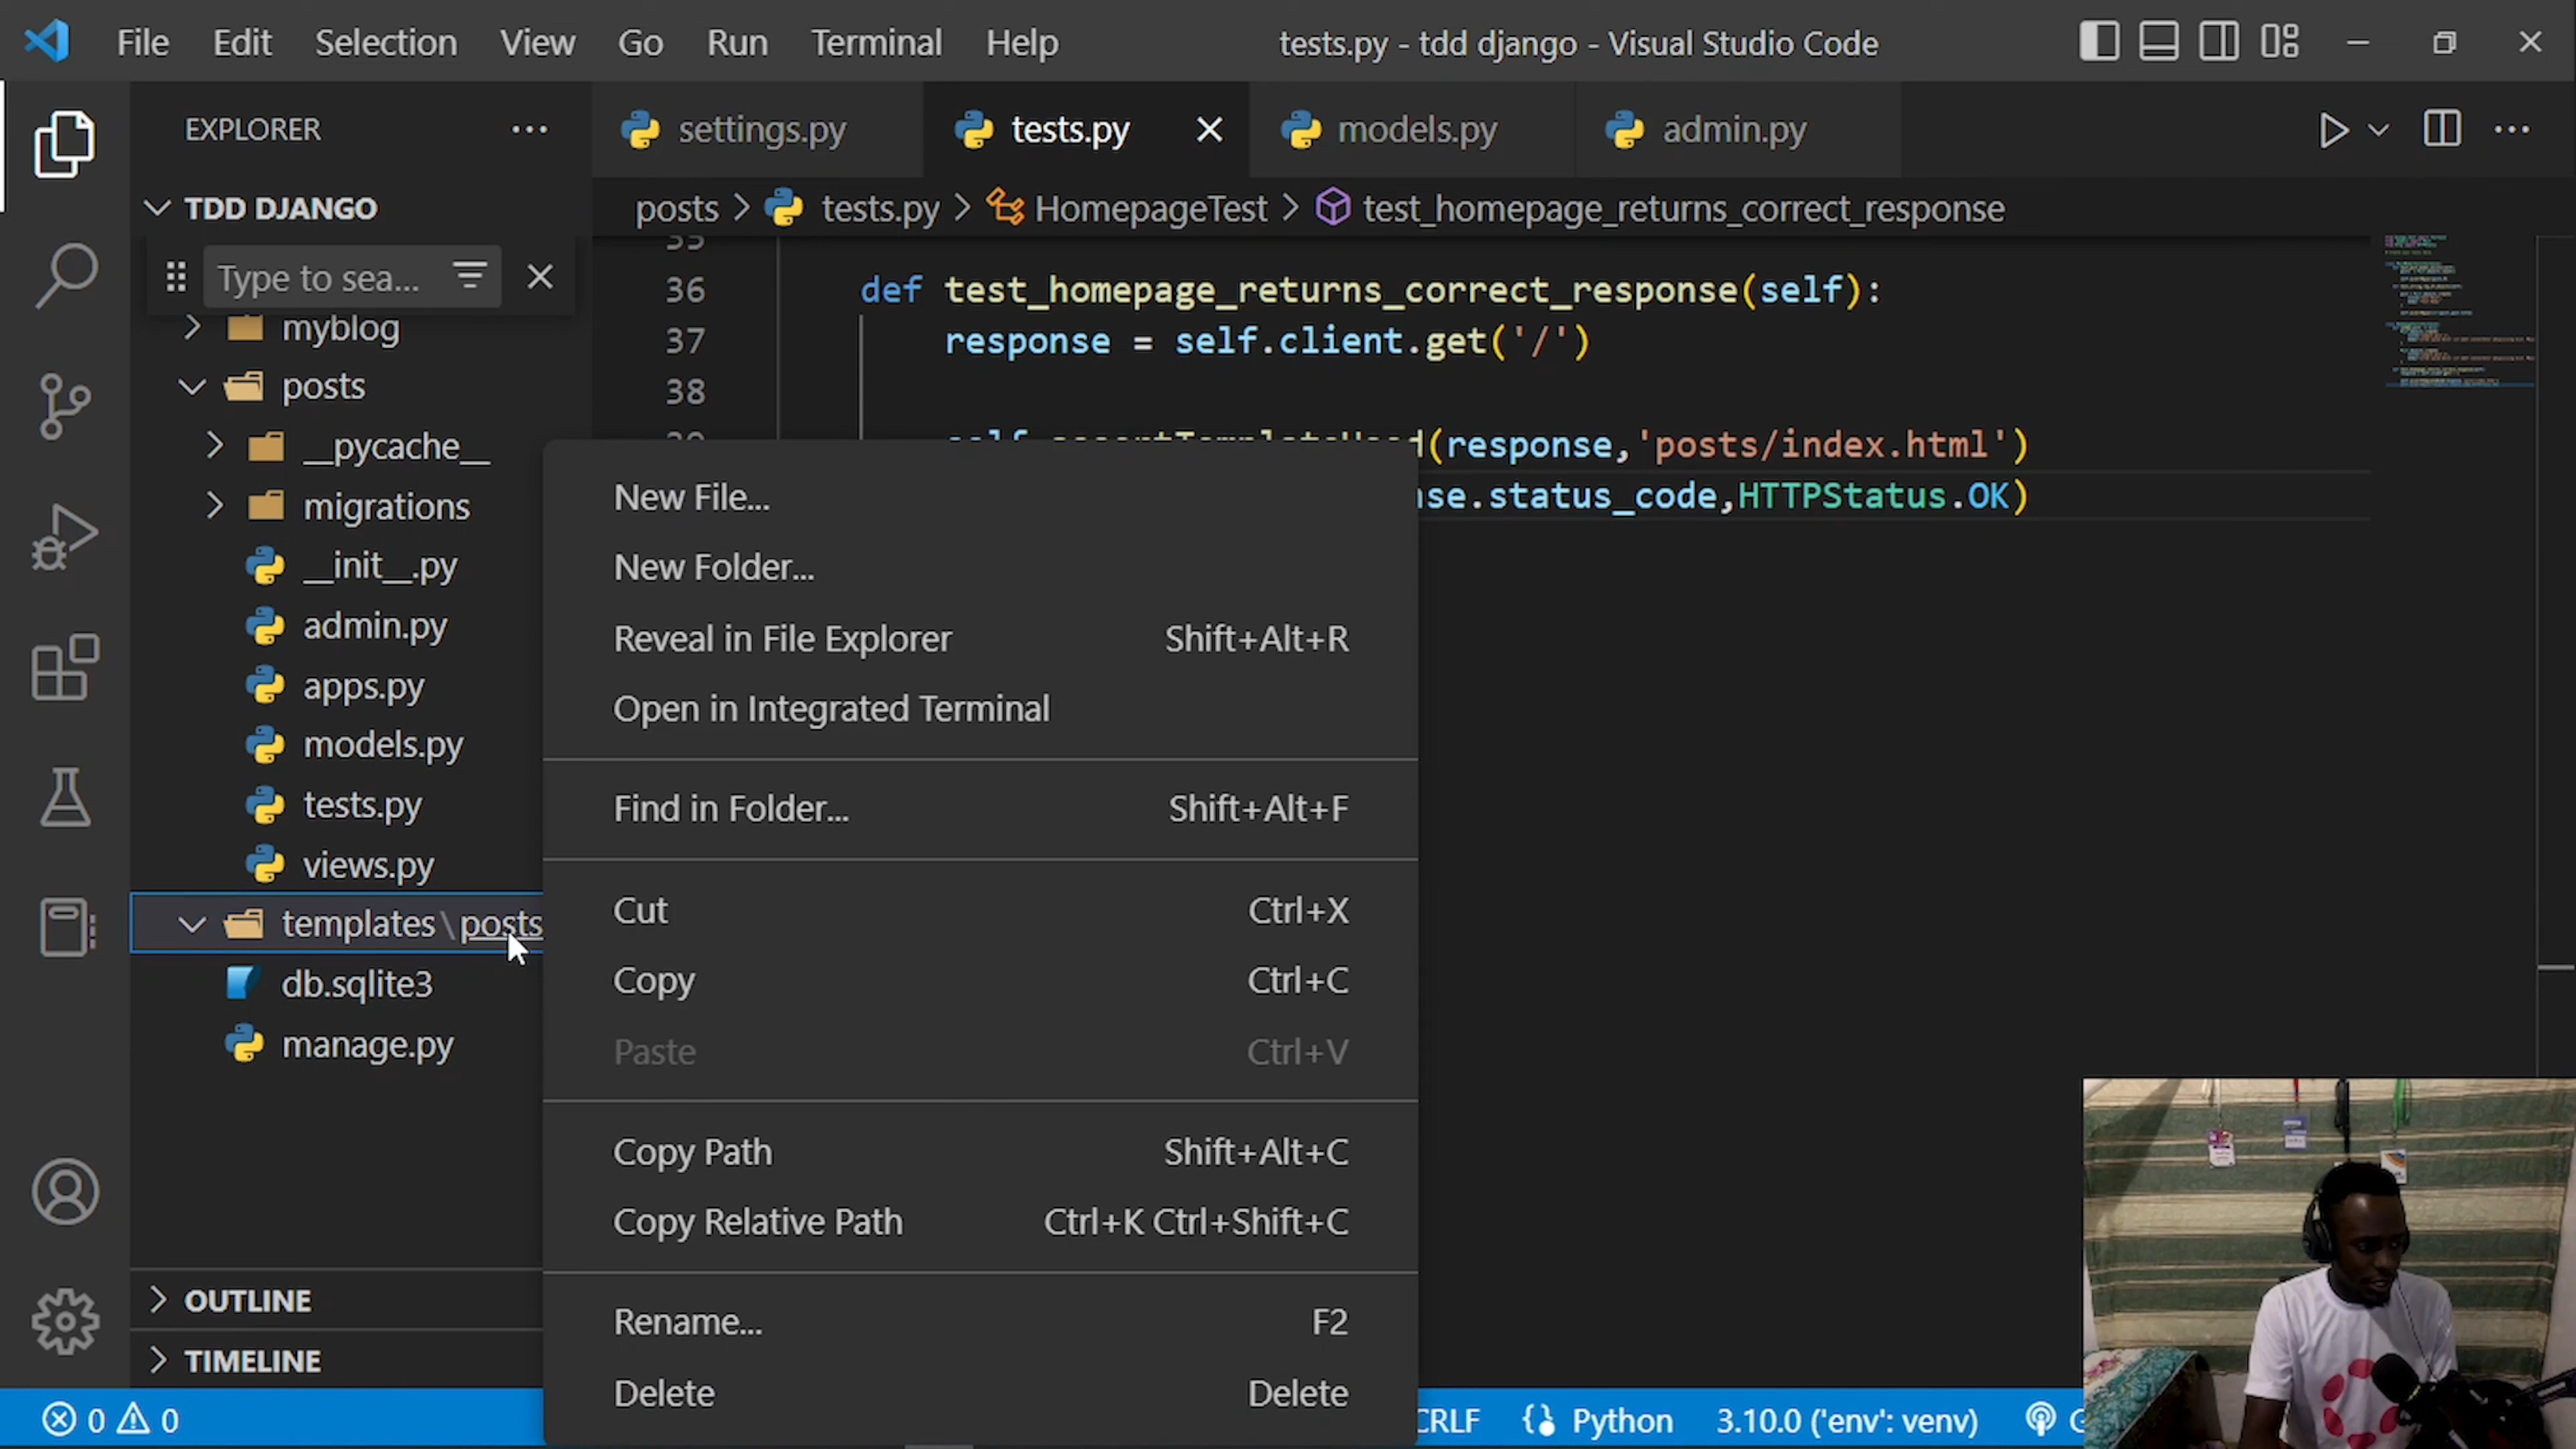 File Edit Selection View Go Run Terminal Help
tests.py - tdd django - Visual Studio Code
EXPLORER
settings.py
tests.py
models.py
admin.py
TDD DJANGO
posts > tests.py > HomepageTest > test_homepage_returns_correct_response
Type to sea...
myblog
posts
__pycache__
migrations
__init__.py
admin.py
apps.py
models.py
tests.py
views.py
templates\posts
db.sqlite3
manage.py
OUTLINE
TIMELINE
35
36 def test_homepage_returns_correct_response(self):
37 response = self.client.get('/')
38
39 self.assertTemplateUsed(response,'posts/index.html')
nse.status_code,HTTPStatus.OK)
New File...
New Folder...
Reveal in File Explorer Shift+Alt+R
Open in Integrated Terminal
Find in Folder... Shift+Alt+F
Cut Ctrl+X
Copy Ctrl+C
Paste Ctrl+V
Copy Path Shift+Alt+C
Copy Relative Path Ctrl+K Ctrl+Shift+C
Rename... F2
Delete Delete
0 0
CRLF Python 3.10.0 ('env': venv) G